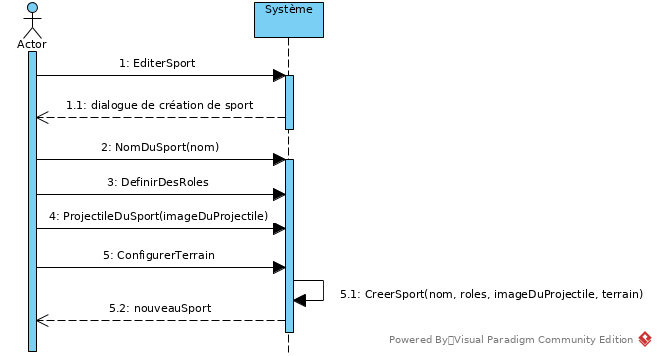 Système
Actor
1: EditerSport
1.1: dialogue de création de sport
2: NomDuSport(nom)
3: DefinirDesRoles
4: ProjectileDuSport(imageDuProjectile)
5: ConfigurerTerrain
5.1: CreerSport(nom, roles, imageDuProjectile, terrain)
5.2: nouveauSport
Powered By Visual Paradigm Community Edition